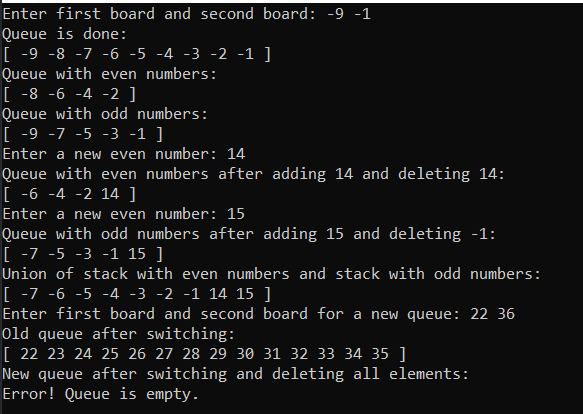 Enter first board and second board: -9 -1
Queue is done:
[ -9 -8 -7 -6 -5 -4 -3 -2 -1 ]
Queue with even numbers:
[ -8 -6 -4 -2 ]
Queue with odd numbers:
[ -9 -7 -5 -3 -1 ]
Enter a new even number: 14
Queue with even numbers after adding 14 and deleting 14:
[ -6 -4 -2 14 ]
Enter a new even number: 15
Queue with odd numbers after adding 15 and deleting -1:
[ -7 -5 -3 -1 15 ]
Union of stack with even numbers and stack with odd numbers:
[ -7 -6 -5 -4 -3 -2 -1 14 15 ]
Enter first board and second board for a new queue: 22 36
Old queue after switching:
[ 22 23 24 25 26 27 28 29 30 31 32 33 34 35 ]
New queue after switching and deleting all elements:
Error! Queue is empty.